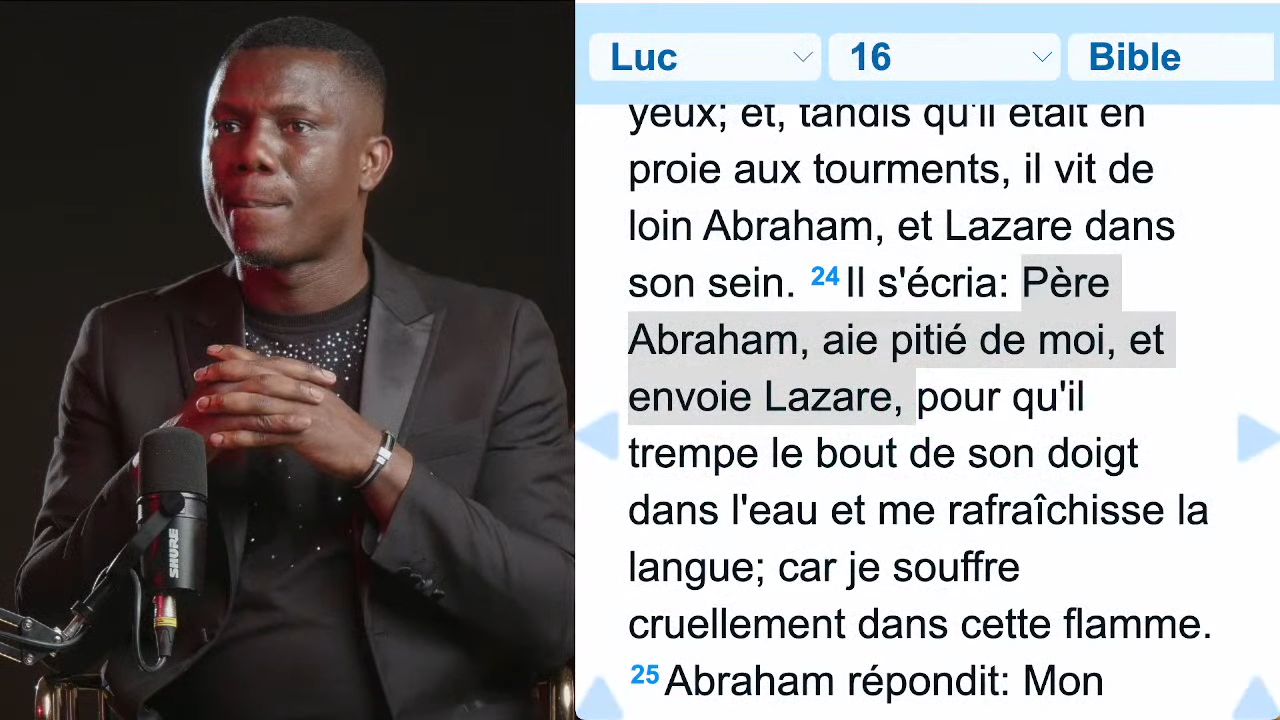 Luc
16
Bible
yeux; et, tandis qu'il était en
proie aux tourments, il vit de
loin Abraham, et Lazare dans
son sein. 24 Il s'écria: Père
Abraham, aie pitié de moi, et
envoie Lazare, pour qu'il
trempe le bout de son doigt
dans l'eau et me rafraîchisse la
langue; car je souffre
cruellement dans cette flamme.
25 Abraham répondit: Mon
SHURE